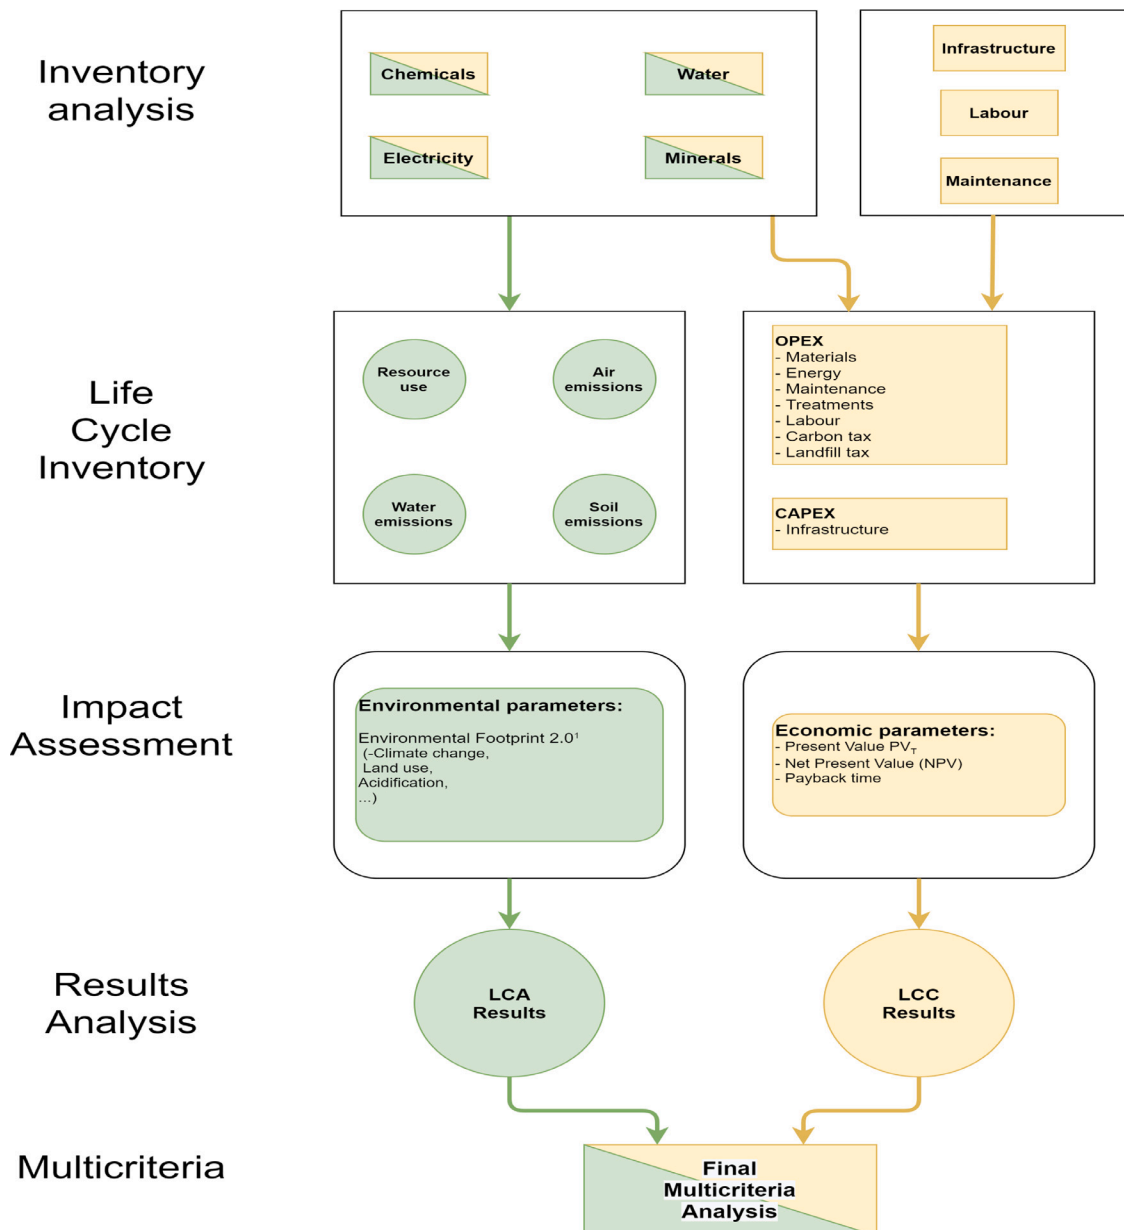 Inventory
analysis
Chemicals
Water
Electricity
Minerals
Infrastructure
Labour
Maintenance
Life
Cycle
Inventory
Resource
use
Air
emissions
Water
emissions
Soil
emissions
OPEX
- Materials
- Energy
- Maintenance
- Treatments
- Labour
- Carbon tax
- Landfill tax
CAPEX
- Infrastructure
Impact
Assessment
Environmental parameters:
Environmental Footprint 2.0¹
(-Climate change,
Land use,
Acidification,
...)
Economic parameters:
- Present Value PV_T
- Net Present Value (NPV)
- Payback time
Results
Analysis
LCA
Results
LCC
Results
Multicriteria
Final
Multicriteria
Analysis